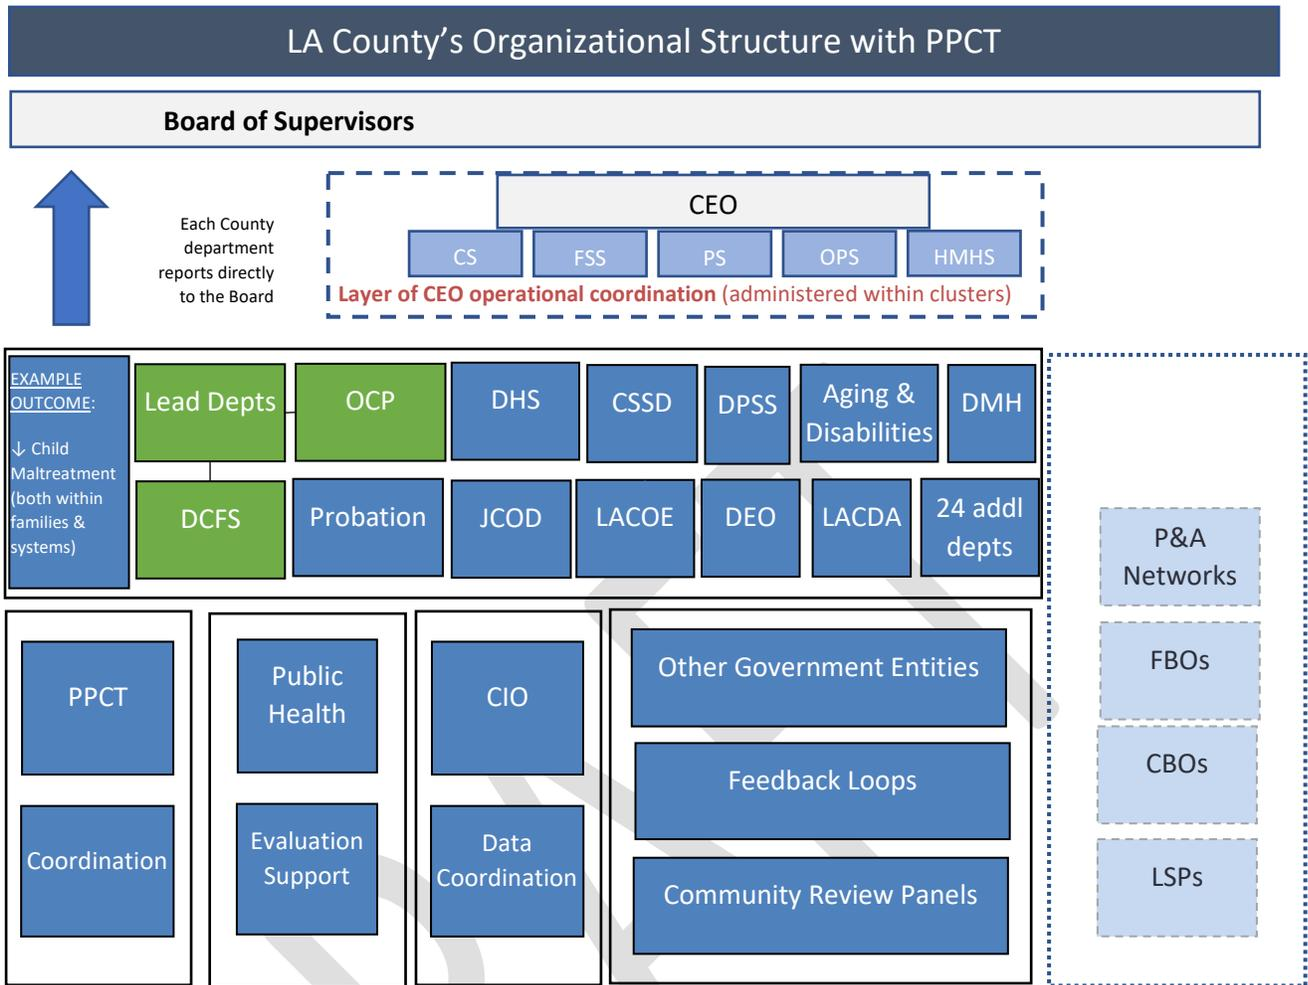 LA County’s Organizational Structure with PPCT
Board of Supervisors
Each County
department
reports directly
to the Board
CEO
CS
FSS
PS
OPS
HMHS
Layer of CEO operational coordination (administered within clusters)
EXAMPLE
OUTCOME:
↓ Child
Maltreatment
(both within
families &
systems)
Lead Depts
OCP
DHS
CSSD
DPSS
Aging &
Disabilities
DMH
DCFS
Probation
JCOD
LACOE
DEO
LACDA
24 addl
depts
PPCT
Coordination
Public
Health
Evaluation
Support
CIO
Data
Coordination
Other Government Entities
Feedback Loops
Community Review Panels
P&A
Networks
FBOs
CBOs
LSPs
DRAFT